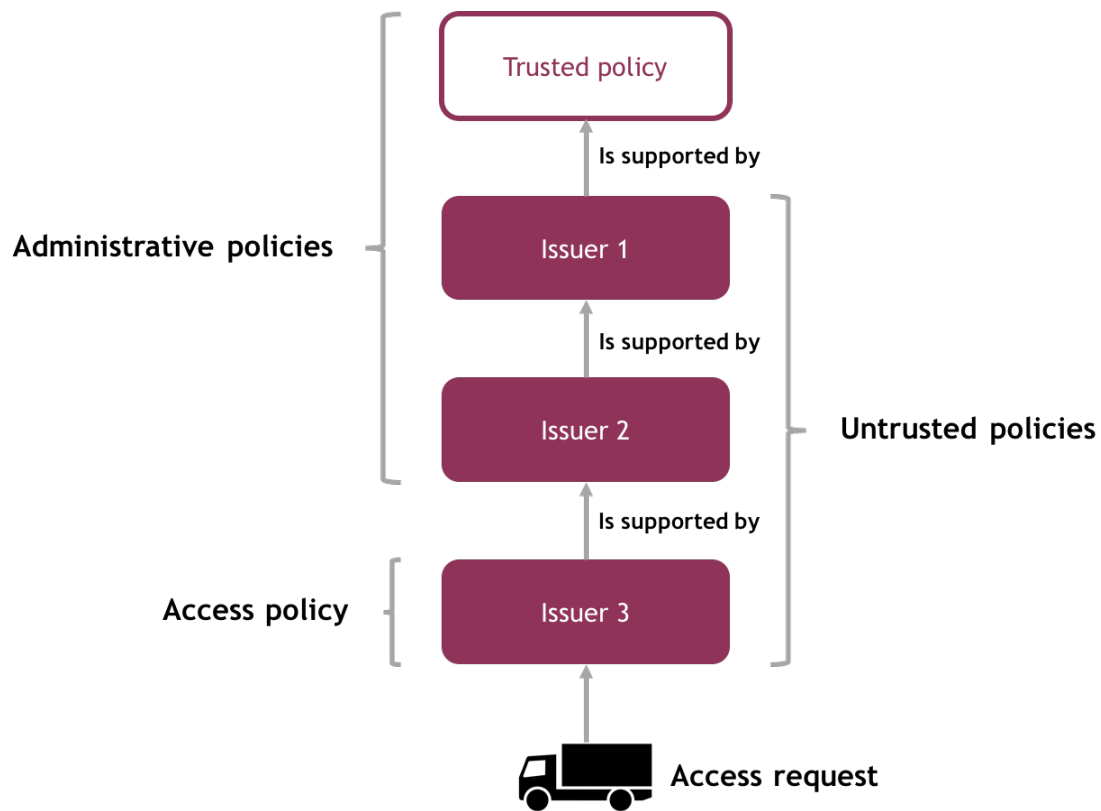 Trusted policy
Is supported by
Administrative policies
Issuer 1
Is supported by
Issuer 2
Untrusted policies
Is supported by
Access policy
Issuer 3
Access request